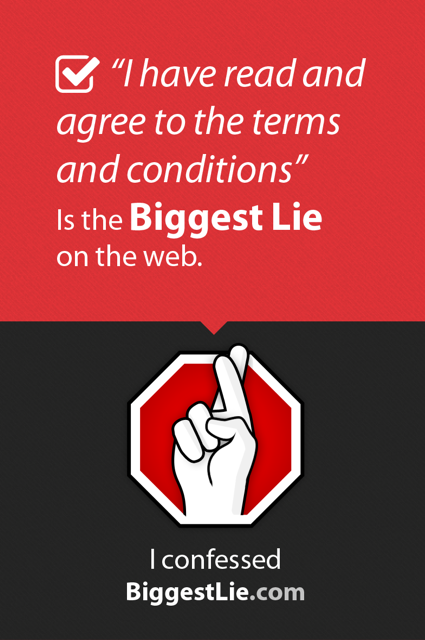 “I have read and
agree to the terms
and conditions”
Is the Biggest Lie
on the web.
I confessed
BiggestLie.com